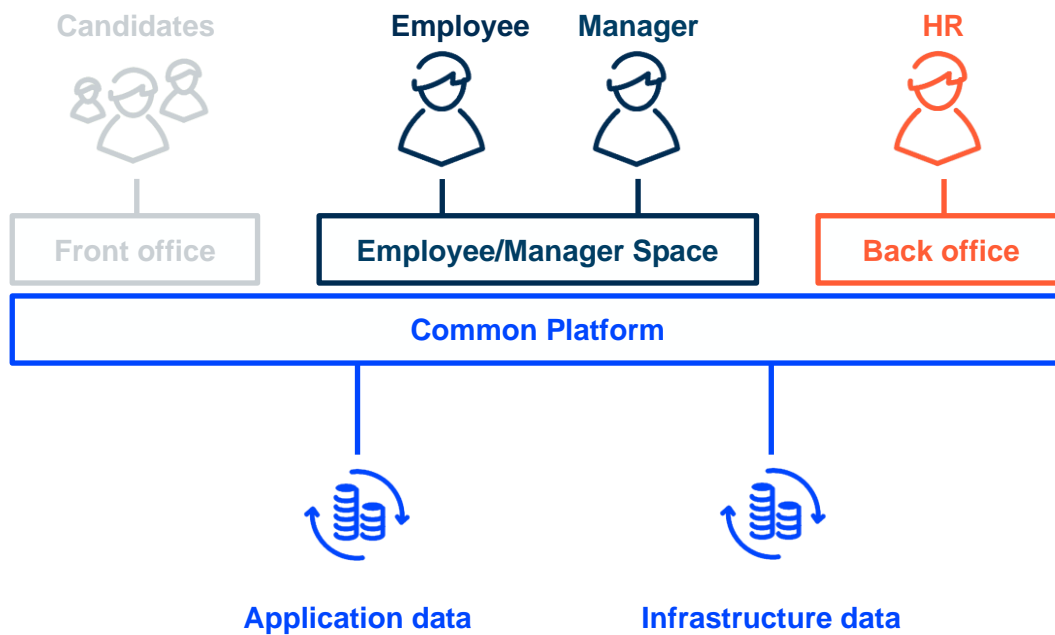 Candidates
Employee
Manager
HR
Front office
Employee/Manager Space
Back office
Common Platform
Application data
Infrastructure data